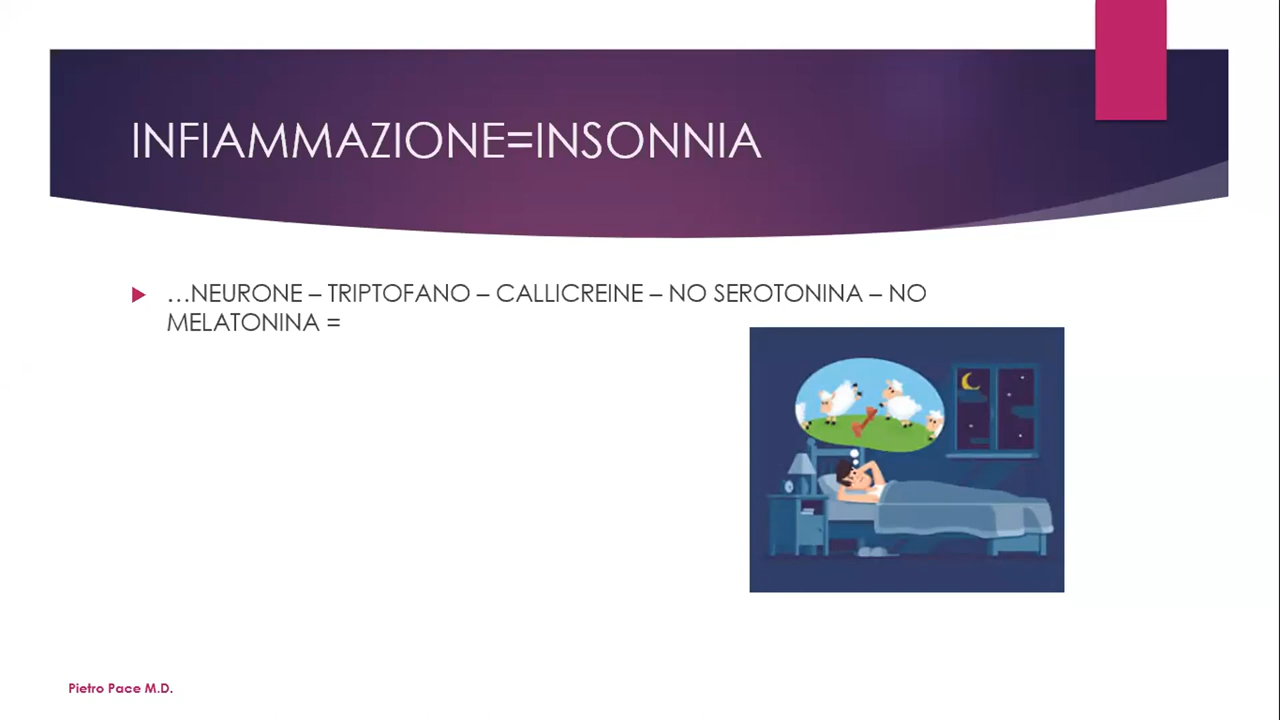 INFIAMMAZIONE=INSONNIA
…NEURONE – TRIPTOFANO – CALLICREINE – NO SEROTONINA – NO
MELATONINA =
Pietro Pace M.D.